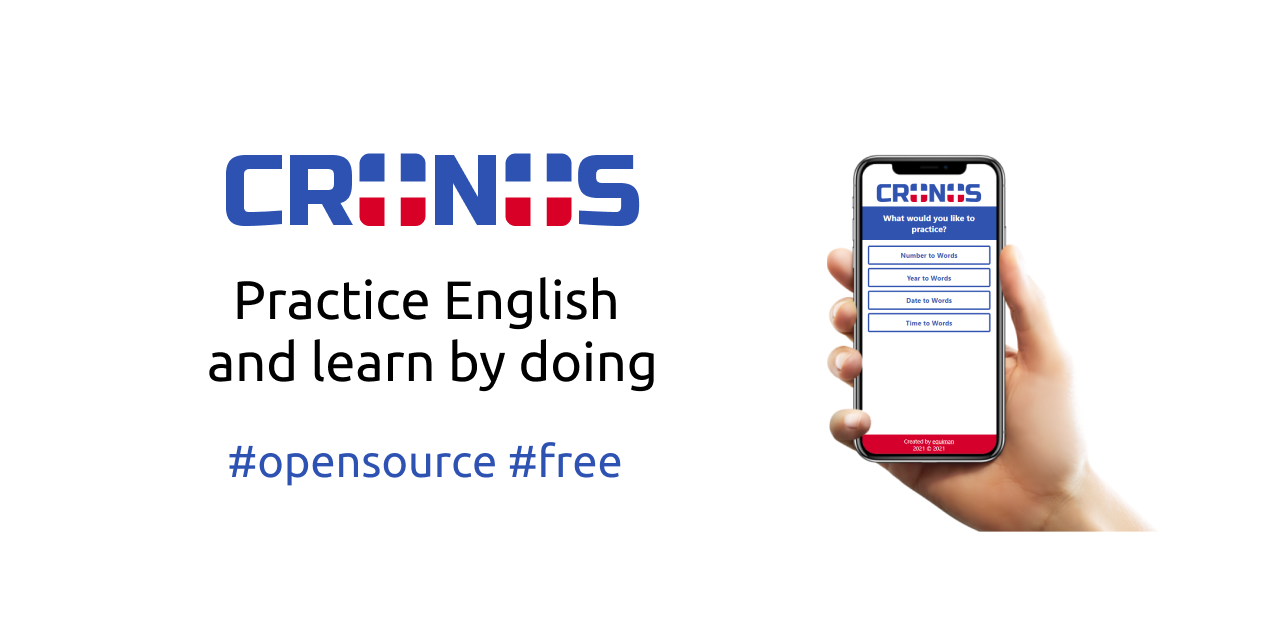 CRONOS
Practice English
and learn by doing
#opensource #free
CRONOS
What would you like to
practice?
Number to Words
Year to Words
Date to Words
Time to Words
Created by equiman
2021 © 2021